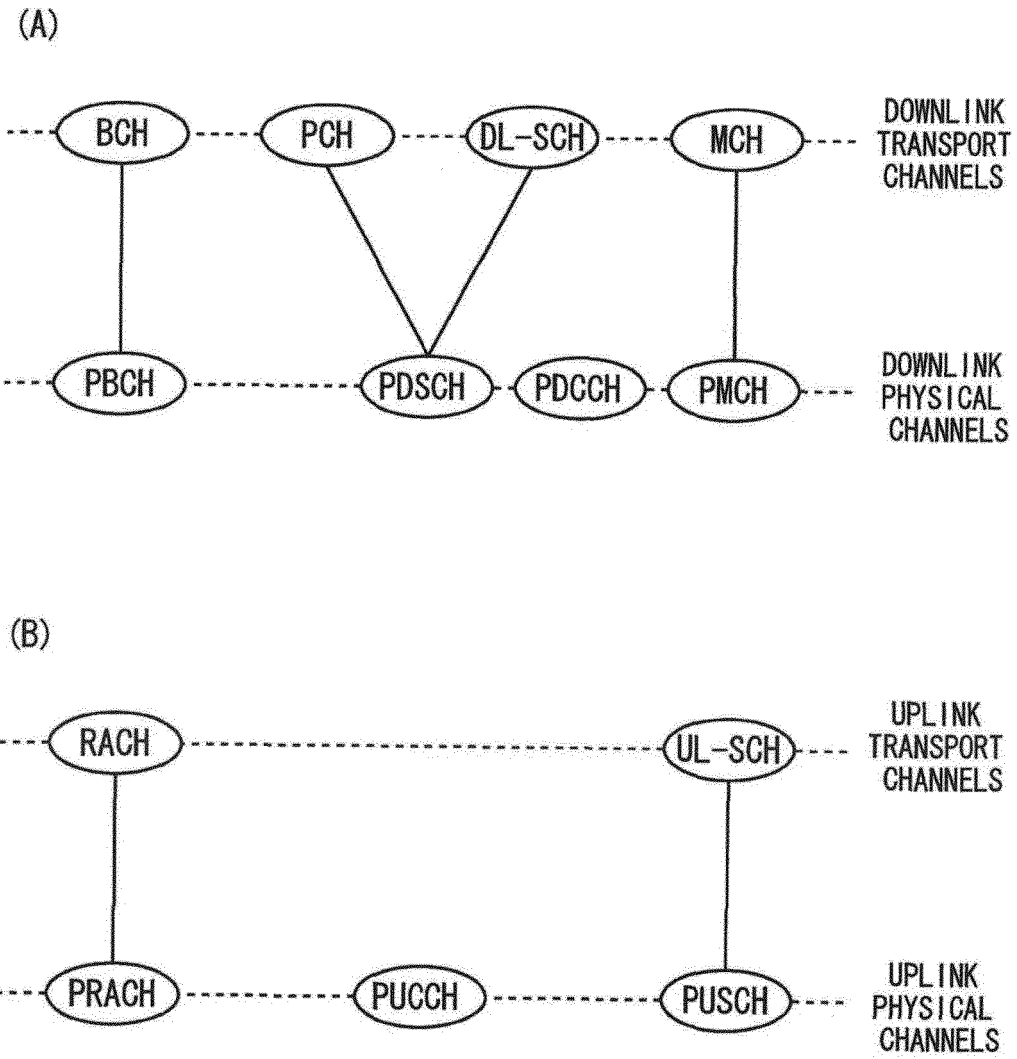 (A)
BCH
PCH
DL-SCH
MCH
DOWNLINK
TRANSPORT
CHANNELS
PBCH
PDSCH
PDCCH
PMCH
DOWNLINK
PHYSICAL
CHANNELS
(B)
RACH
UL-SCH
UPLINK
TRANSPORT
CHANNELS
PRACH
PUCCH
PUSCH
UPLINK
PHYSICAL
CHANNELS